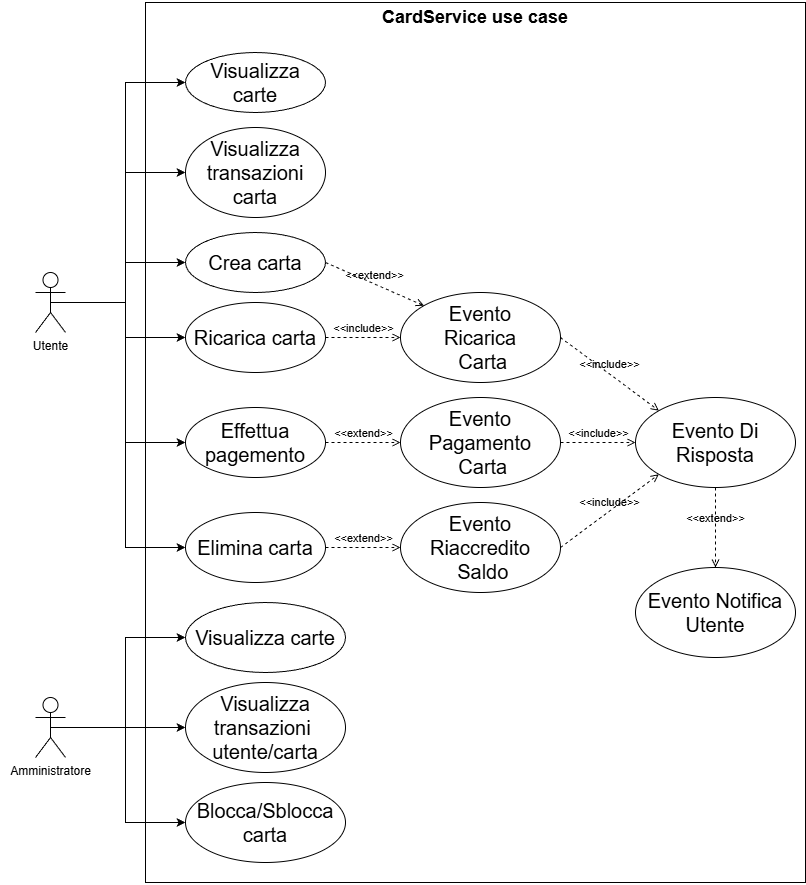 CardService use case
Visualizza
carte
Visualizza
transazioni
carta
Crea carta
<<extend>>
Ricarica carta
<<include>>
Evento
Ricarica
Carta
<<include>>
Utente
Effettua
pagemento
<<extend>>
Evento
Pagamento
Carta
<<include>>
Evento Di
Risposta
Elimina carta
<<extend>>
Evento
Riaccredito
Saldo
<<include>>
<<extend>>
Evento Notifica
Utente
Visualizza carte
Visualizza
transazioni
utente/carta
Amministratore
Blocca/Sblocca
carta